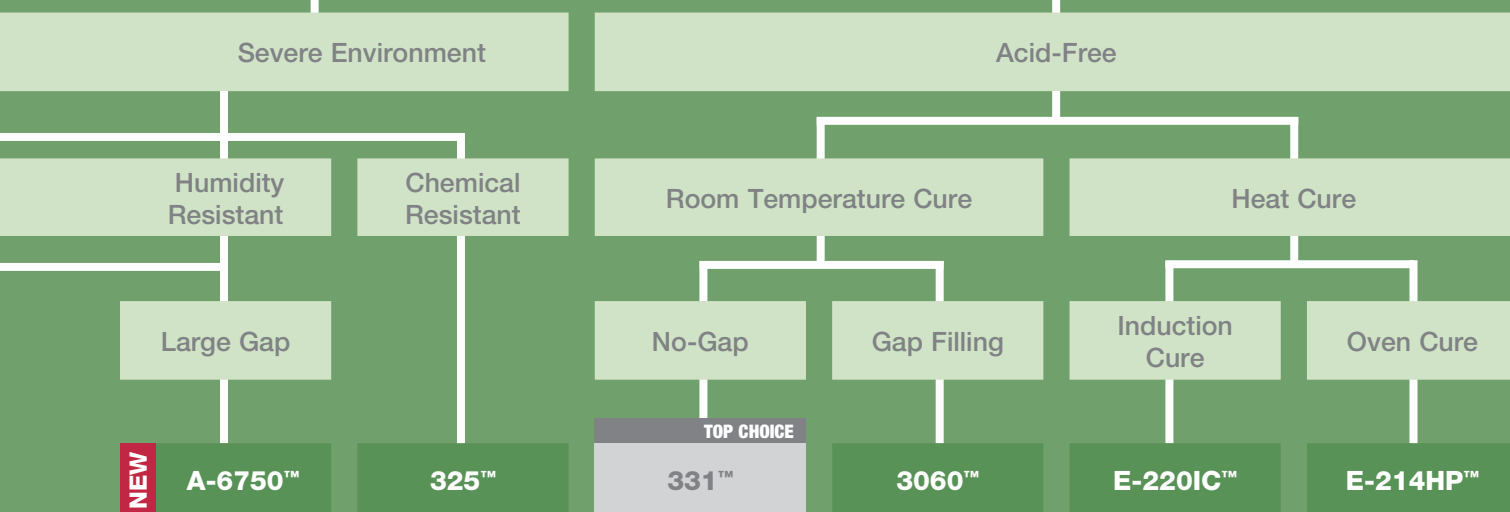 Severe Environment
Acid-Free
Humidity
Resistant
Chemical
Resistant
Room Temperature Cure
Heat Cure
Large Gap
No-Gap
Gap Filling
Induction
Cure
Oven Cure
TOP CHOICE
NEW
A-6750™
325™
331™
3060™
E-220IC™
E-214HP™